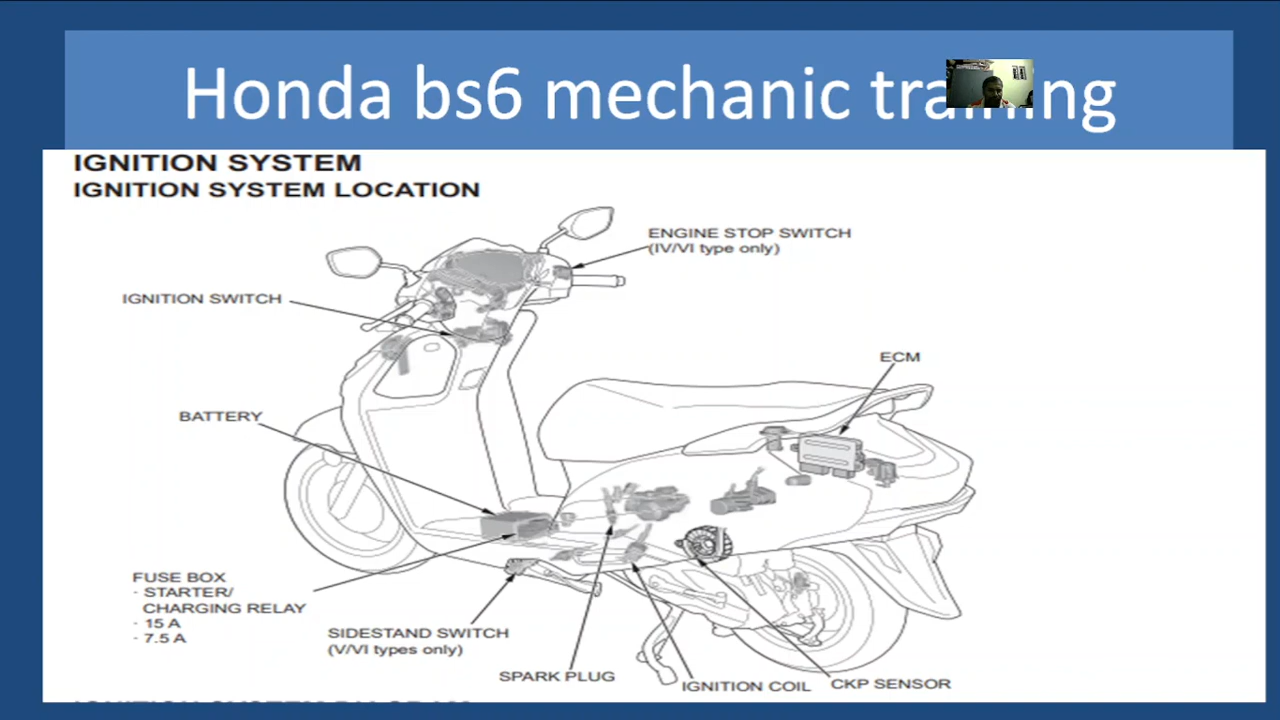 Honda bs6 mechanic training
IGNITION SYSTEM
IGNITION SYSTEM LOCATION
ENGINE STOP SWITCH
(IV/VI type only)
IGNITION SWITCH
ECM
BATTERY
FUSE BOX
· STARTER/
CHARGING RELAY
· 15 A
· 7.5 A
SIDESTAND SWITCH
(V/VI types only)
SPARK PLUG
IGNITION COIL
CKP SENSOR